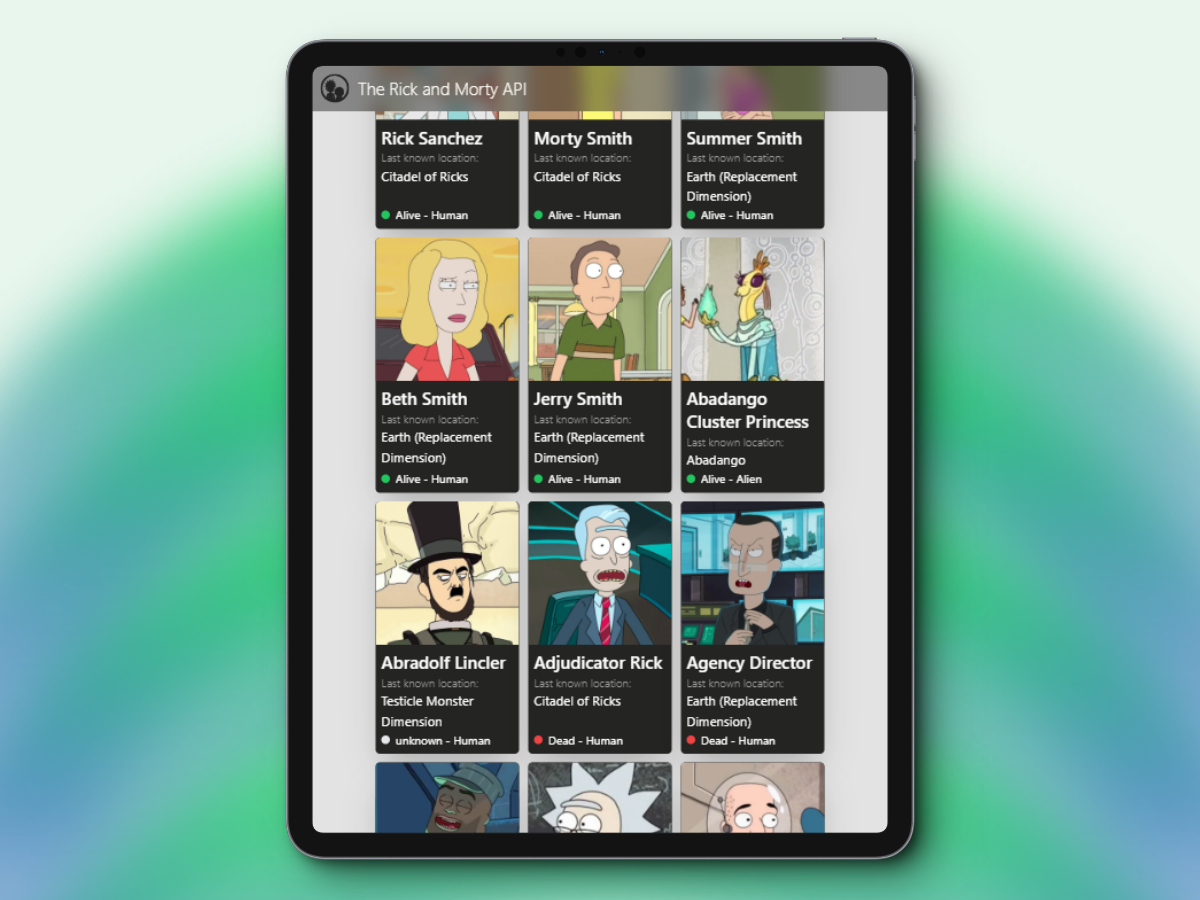 The Rick and Morty API
Rick Sanchez
Last known location:
Citadel of Ricks
Alive - Human
Morty Smith
Last known location:
Citadel of Ricks
Alive - Human
Summer Smith
Last known location:
Earth (Replacement
Dimension)
Alive - Human
Beth Smith
Last known location:
Earth (Replacement
Dimension)
Alive - Human
Jerry Smith
Last known location:
Earth (Replacement
Dimension)
Alive - Human
Abadango
Cluster Princess
Last known location:
Abadango
Alive - Alien
Abradolf Lincler
Last known location:
Testicle Monster
Dimension
unknown - Human
Adjudicator Rick
Last known location:
Citadel of Ricks
Dead - Human
Agency Director
Last known location:
Earth (Replacement
Dimension)
Dead - Human